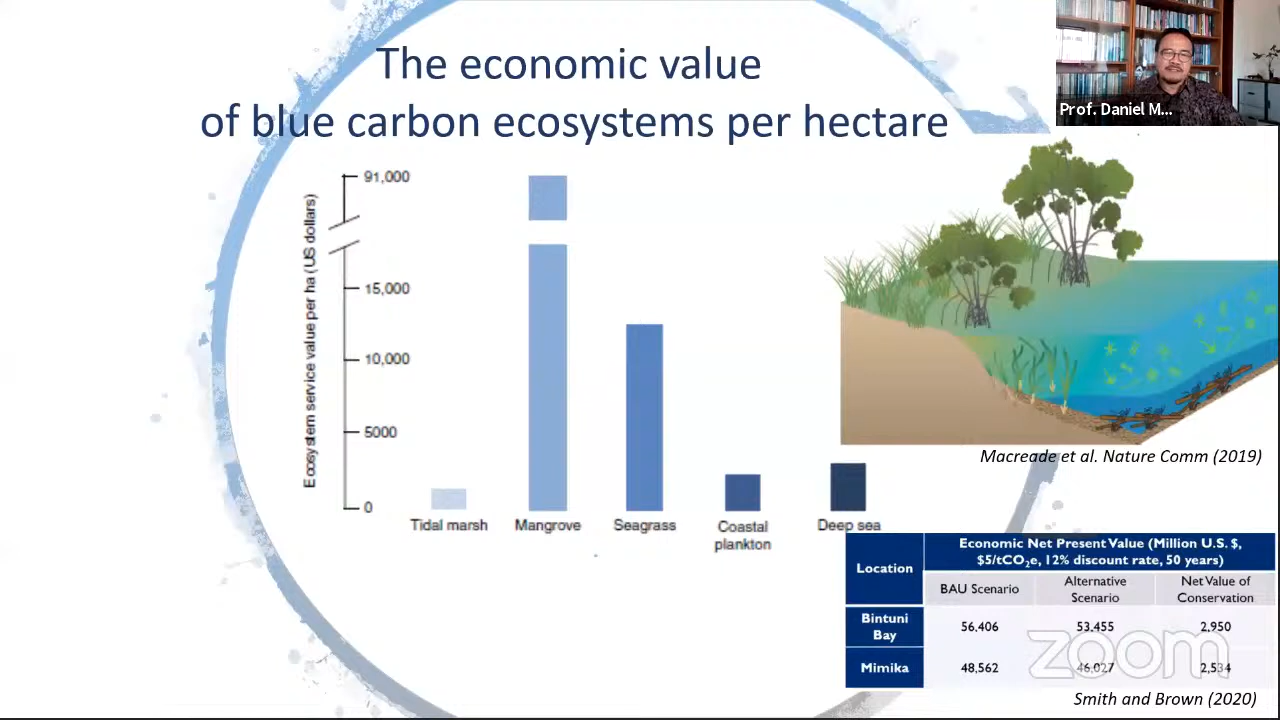 The economic value
of blue carbon ecosystems per hectare
Prof. Daniel M...
Ecosystem service value per ha (US dollars)
91,000
15,000
10,000
5000
0
Tidal marsh
Mangrove
Seagrass
Coastal
plankton
Deep sea
Macreade et al. Nature Comm (2019)
Location
Economic Net Present Value (Million U.S. $,
$5/tCO₂e, 12% discount rate, 50 years)
BAU Scenario
Alternative
Scenario
Net Value of
Conservation
Bintuni
Bay
56,406
53,455
2,950
Mimika
48,562
46,027
2,534
zoom
Smith and Brown (2020)